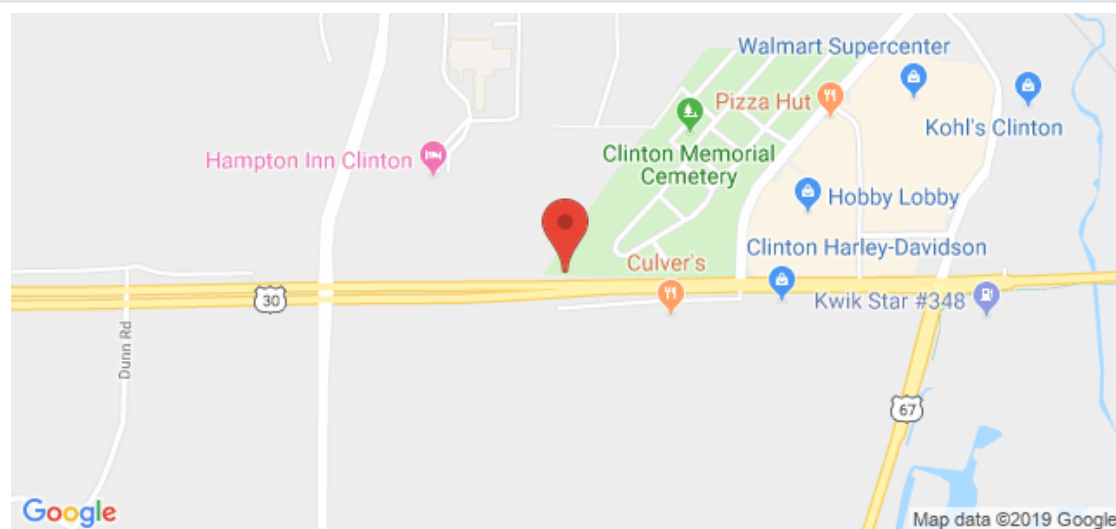 Walmart Supercenter
Pizza Hut
Kohl's Clinton
Hampton Inn Clinton
Clinton Memorial
Cemetery
Hobby Lobby
Clinton Harley-Davidson
Culver's
30
Kwik Star #348
Dunn Rd
67
Google
Map data ©2019 Google